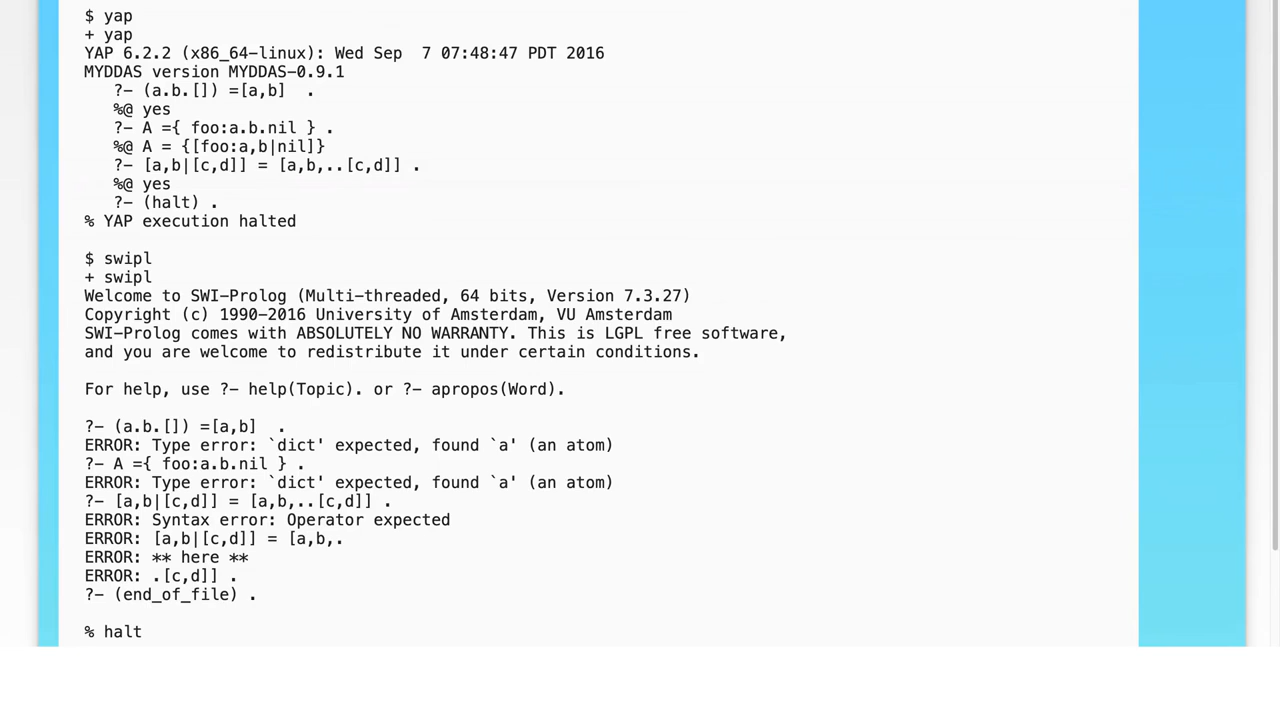 $ yap
+ yap
YAP 6.2.2 (x86_64-linux): Wed Sep  7 07:48:47 PDT 2016
MYDDAS version MYDDAS-0.9.1
   ?- (a.b.[]) =[a,b]  .
   %@ yes
   ?- A ={ foo:a.b.nil } .
   %@ A = {[foo:a,b|nil]}
   ?- [a,b|[c,d]] = [a,b,..[c,d]] .
   %@ yes
   ?- (halt) .
% YAP execution halted
$ swipl
+ swipl
Welcome to SWI-Prolog (Multi-threaded, 64 bits, Version 7.3.27)
Copyright (c) 1990-2016 University of Amsterdam, VU Amsterdam
SWI-Prolog comes with ABSOLUTELY NO WARRANTY. This is LGPL free software,
and you are welcome to redistribute it under certain conditions.
For help, use ?- help(Topic). or ?- apropos(Word).
?- (a.b.[]) =[a,b]  .
ERROR: Type error: `dict' expected, found `a' (an atom)
?- A ={ foo:a.b.nil } .
ERROR: Type error: `dict' expected, found `a' (an atom)
?- [a,b|[c,d]] = [a,b,..[c,d]] .
ERROR: Syntax error: Operator expected
ERROR: [a,b|[c,d]] = [a,b,.
ERROR: ** here **
ERROR: .[c,d]] .
?- (end_of_file) .
% halt